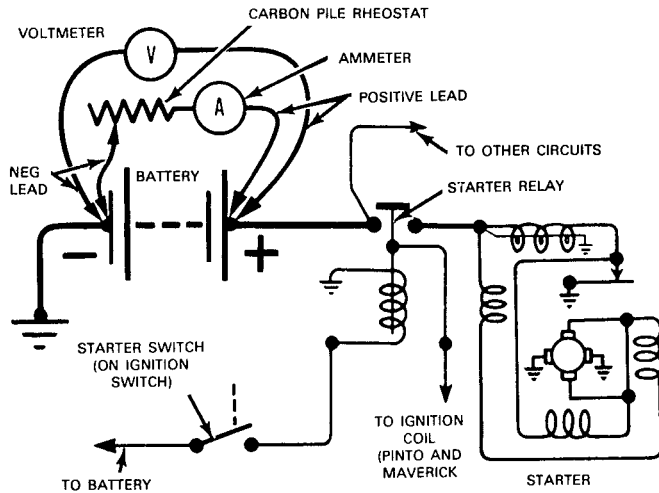 CARBON PILE RHEOSTAT
VOLTMETER
V
AMMETER
A
POSITIVE LEAD
NEG
LEAD
BATTERY
TO OTHER CIRCUITS
STARTER RELAY
−
+
STARTER SWITCH
(ON IGNITION
SWITCH)
TO BATTERY
TO IGNITION
COIL
(PINTO AND
MAVERICK
STARTER